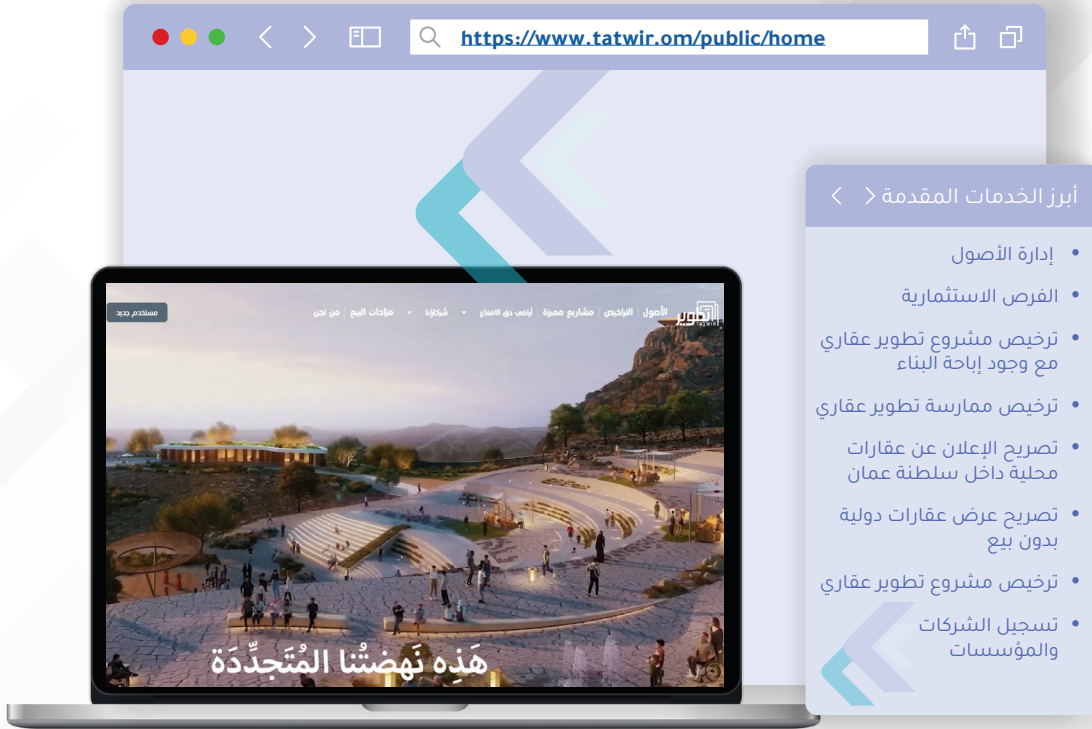 https://www.tatwir.om/public/home
أبرز الخدمات المقدمة
إدارة الأصول
الفرص الاستثمارية
ترخيص مشروع تطوير عقاري
مع وجود إباحة البناء
ترخيص ممارسة تطوير عقاري
تصريح الإعلان عن عقارات
محلية داخل سلطنة عمان
تصريح عرض عقارات دولية
بدون بيع
ترخيص مشروع تطوير عقاري
تسجيل الشركات
والمؤسسات
تطوير
TATWIR
الأصول | التراخيص | مشاريع مميزة | أراضي حق الانتفاع | شركاؤنا | مزادات البيع | من نحن
مستخدم جديد
هَذِه نَهضتُنا المُتَجدِّدَة